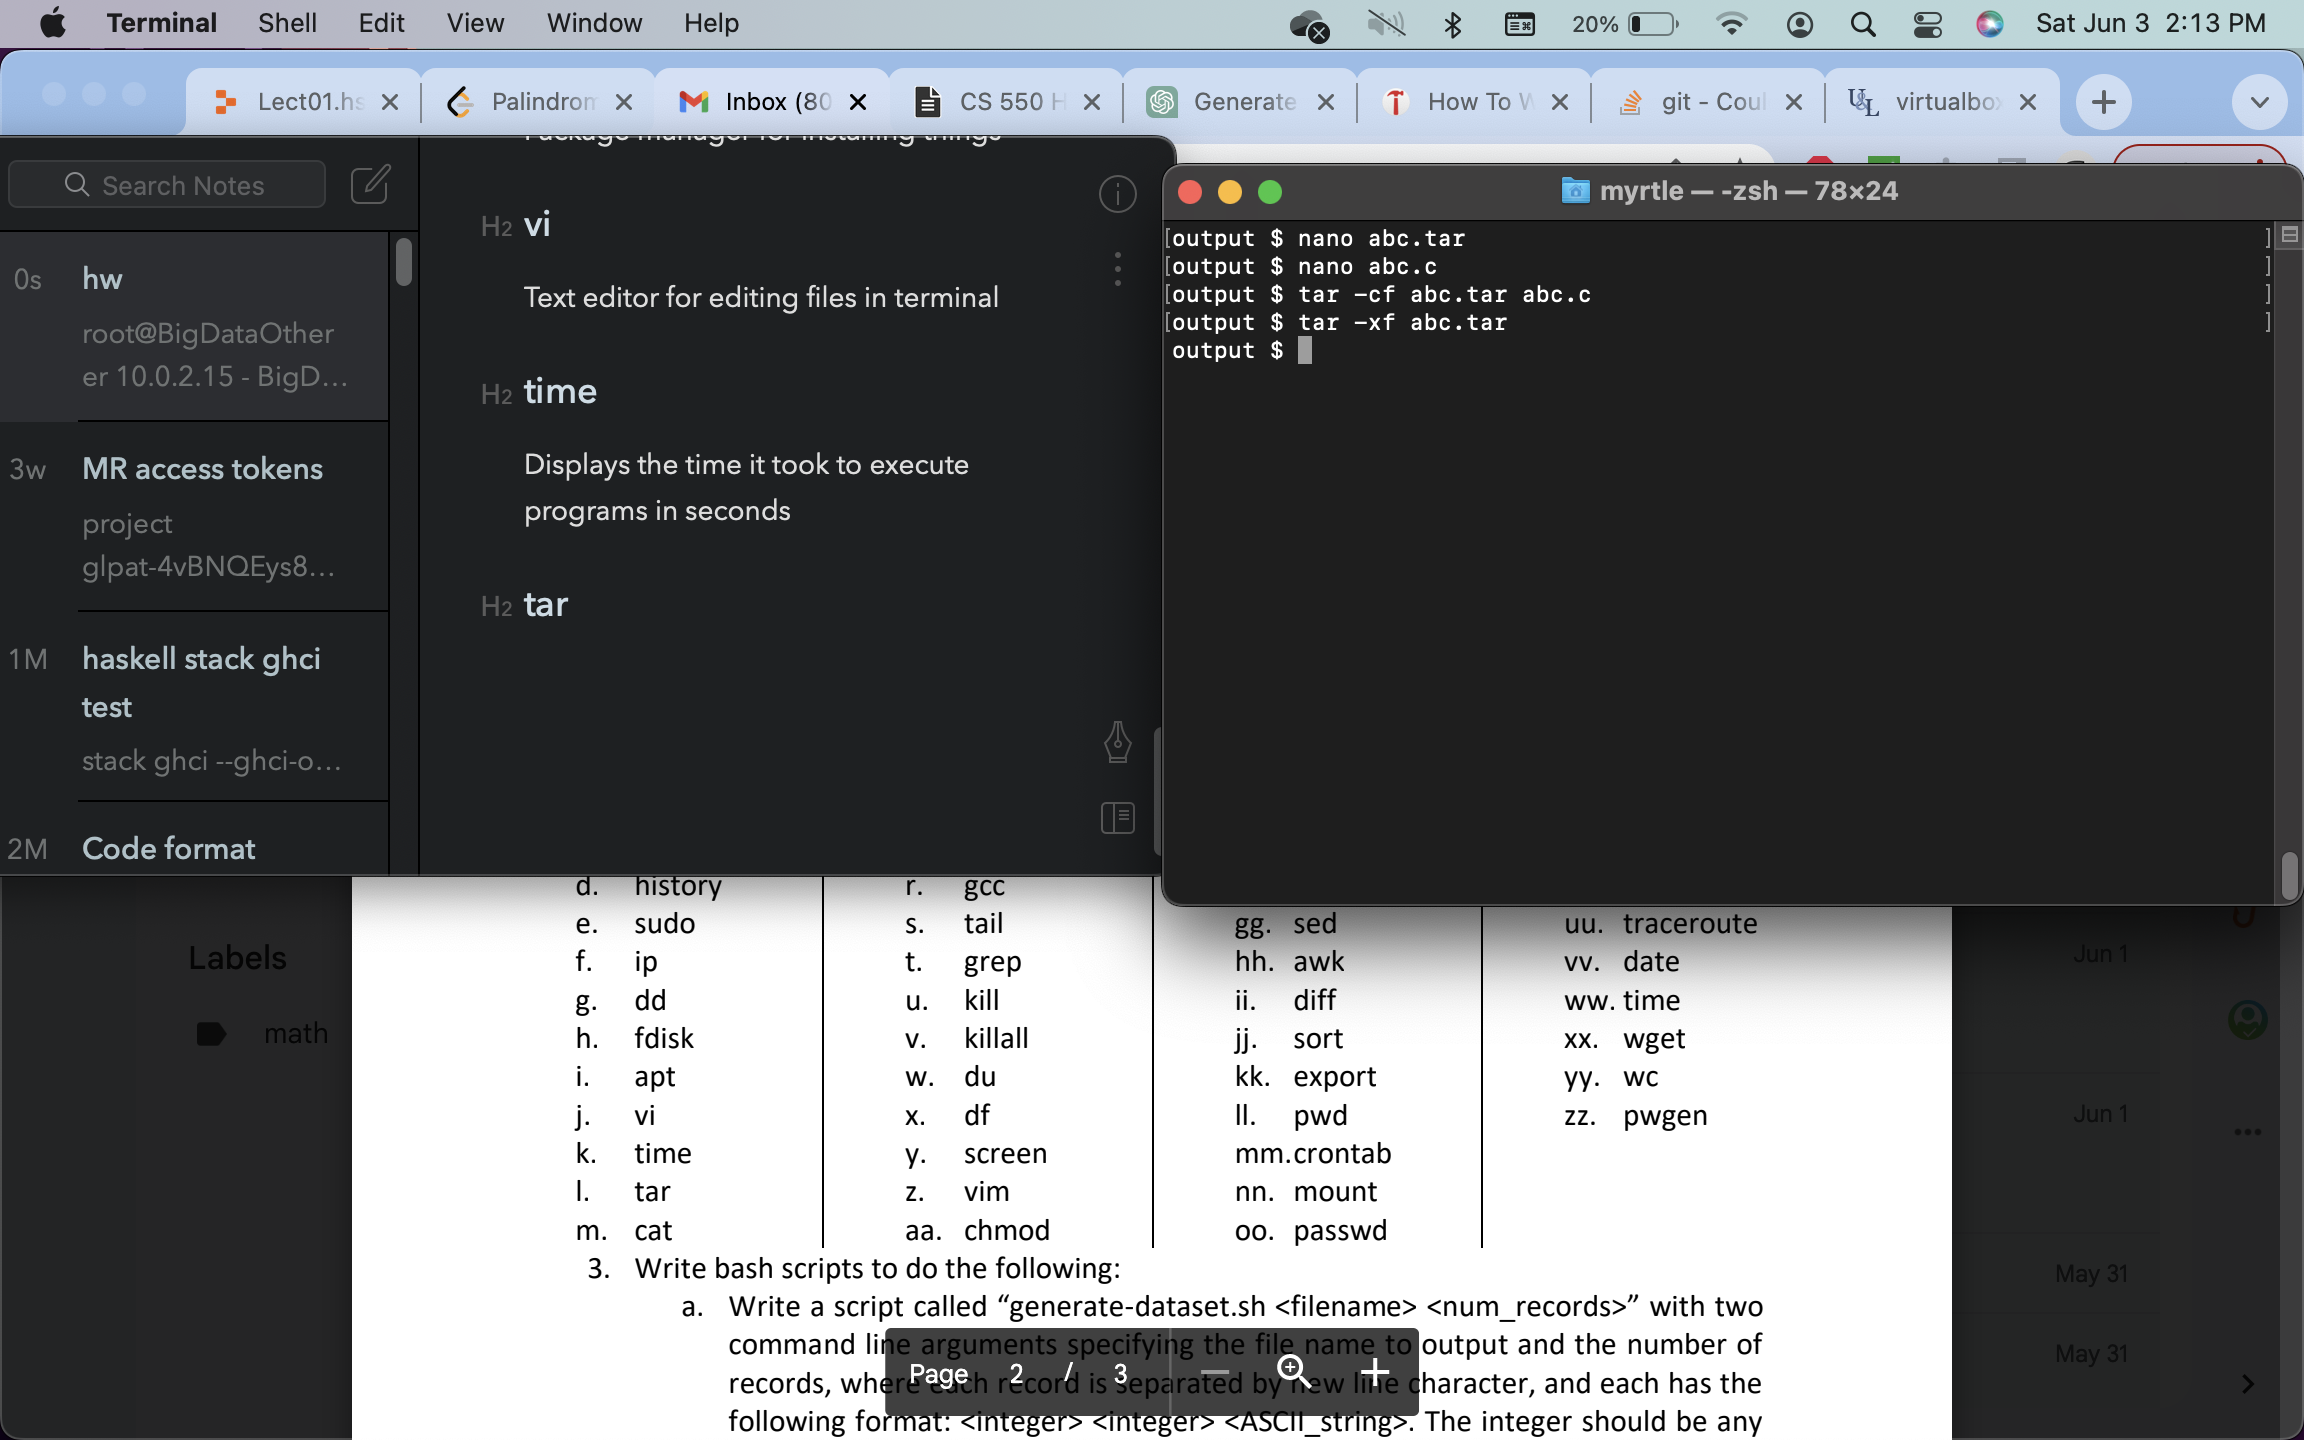 Terminal Shell Edit View Window Help 20% Sat Jun 3 2:13 PM
Lect01.hs Palindrom Inbox (80 CS 550 H Generate How To W git - Coul virtualbox
Package manager for installing things
Search Notes
H2 vi
Text editor for editing files in terminal
H2 time
Displays the time it took to execute
programs in seconds
H2 tar
0s hw
root@BigDataOther
er 10.0.2.15 - BigD...
3w MR access tokens
project
glpat-4vBNQEys8...
1M haskell stack ghci
test
stack ghci --ghci-o...
2M Code format
myrtle — -zsh — 78×24
[output $ nano abc.tar ]
[output $ nano abc.c ]
[output $ tar -cf abc.tar abc.c ]
[output $ tar -xf abc.tar ]
output $
Labels
math
d. history
e. sudo
f. ip
g. dd
h. fdisk
i. apt
j. vi
k. time
l. tar
m. cat
r. gcc
s. tail
t. grep
u. kill
v. killall
w. du
x. df
y. screen
z. vim
aa. chmod
gg. sed
hh. awk
ii. diff
jj. sort
kk. export
ll. pwd
mm. crontab
nn. mount
oo. passwd
uu. traceroute
vv. date
ww. time
xx. wget
yy. wc
zz. pwgen
3. Write bash scripts to do the following:
a. Write a script called “generate-dataset.sh <filename> <num_records>” with two
command line arguments specifying the file name to output and the number of
records, where each record is separated by new line character, and each has the
following format: <integer> <integer> <ASCII_string>. The integer should be any
Page 2 / 3
Jun 1
Jun 1
May 31
May 31